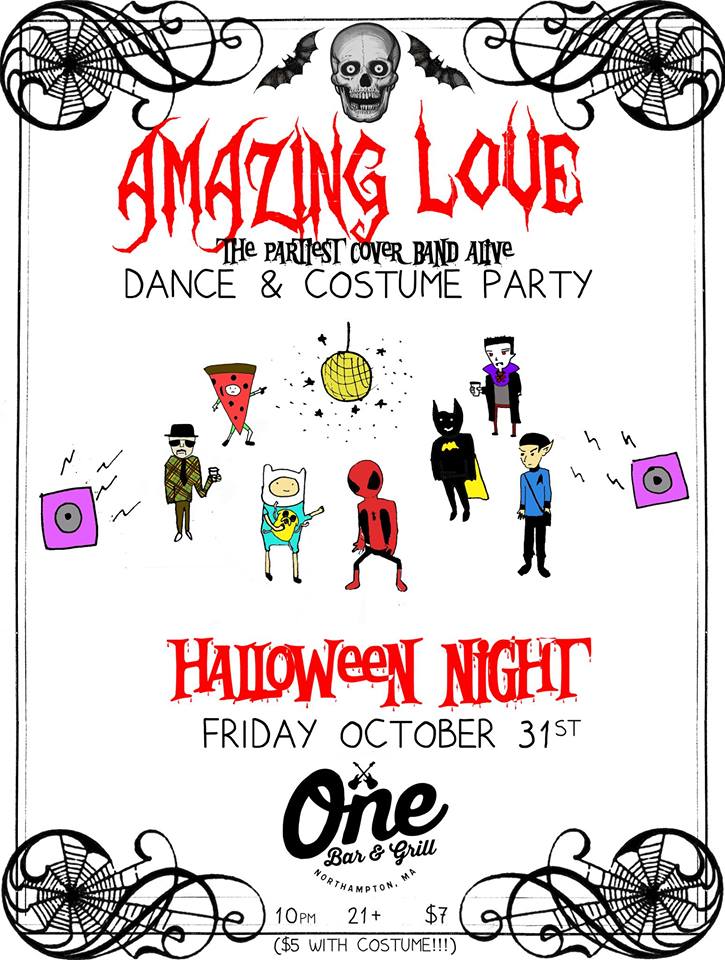 AMAZING LOVE
THE PARTIEST COVER BAND ALIVE
DANCE & COSTUME PARTY
HALLOWEEN NIGHT
FRIDAY OCTOBER 31ST
One
Bar & Grill
NORTHAMPTON, MA
10PM 21+ $7
($5 WITH COSTUME!!!)